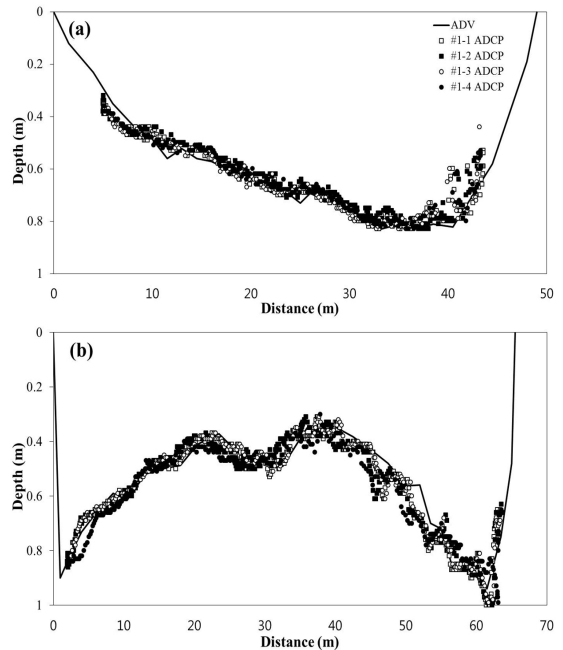 (a)
ADV
#1-1 ADCP
#1-2 ADCP
#1-3 ADCP
#1-4 ADCP
Depth (m)
0
0.2
0.4
0.6
0.8
1
0 10 20 30 40 50
Distance (m)
(b)
Depth (m)
0
0.2
0.4
0.6
0.8
1
0 10 20 30 40 50 60 70
Distance (m)